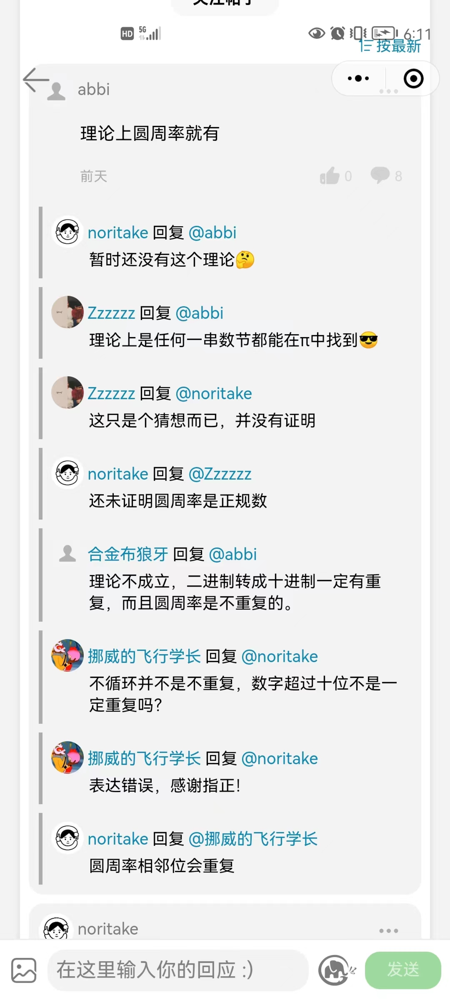 HD 5G 6:11
按最新
abbi
理论上圆周率就有
前天 0 8
noritake 回复 @abbi
暂时还没有这个理论🤔
Zzzzzz 回复 @abbi
理论上是任何一串数节都能在π中找到😎
Zzzzzz 回复 @noritake
这只是个猜想而已，并没有证明
noritake 回复 @Zzzzzz
还未证明圆周率是正规数
合金布狼牙 回复 @abbi
理论不成立，二进制转成十进制一定有重
复，而且圆周率是不重复的。
挪威的飞行学长 回复 @noritake
不循环并不是不重复，数字超过十位不是一
定重复吗？
挪威的飞行学长 回复 @noritake
表达错误，感谢指正！
noritake 回复 @挪威的飞行学长
圆周率相邻位会重复
noritake
在这里输入你的回应 :)
发送